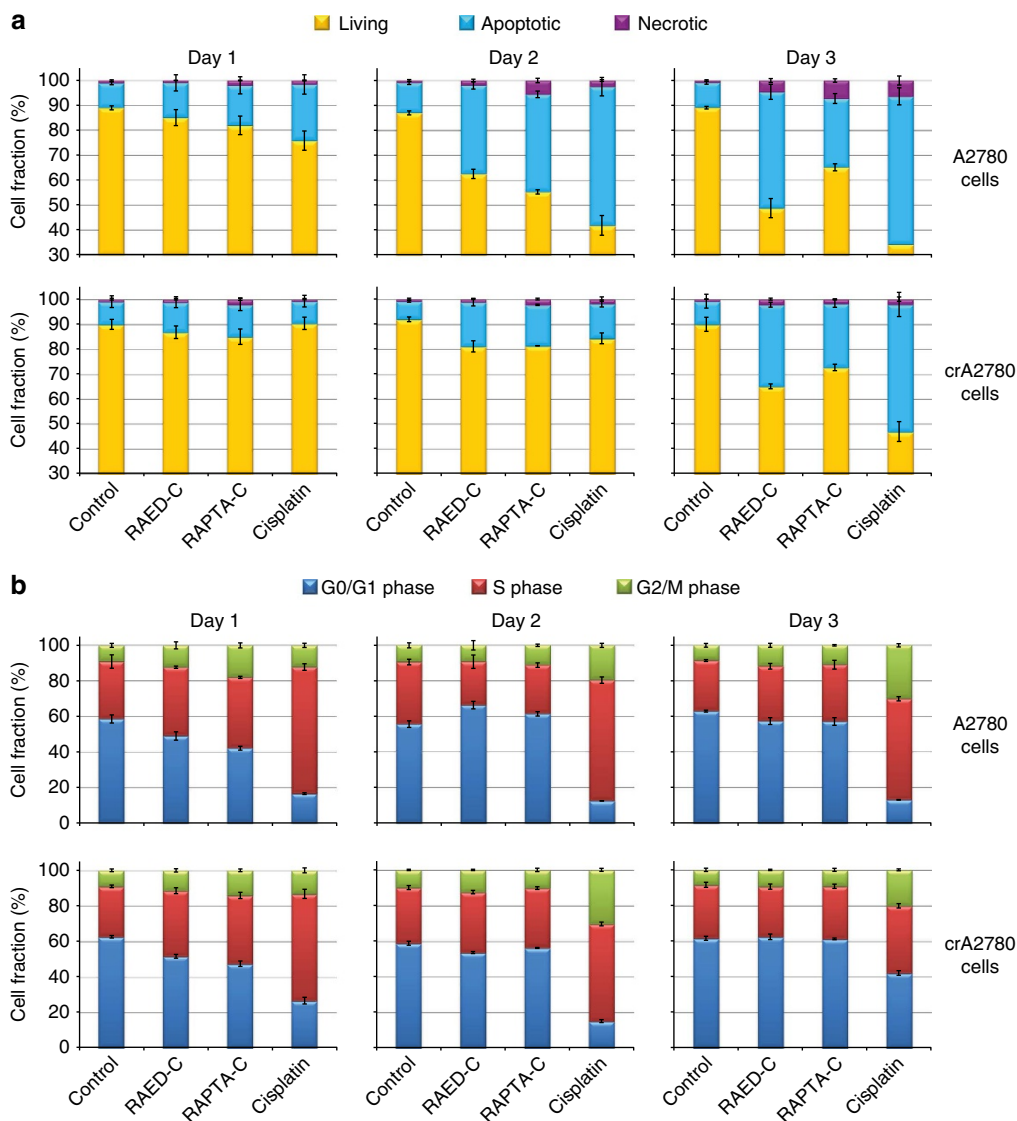 a
Living Apoptotic Necrotic
Day 1 Day 2 Day 3
Cell fraction (%)
100
90
80
70
60
50
40
30
A2780
cells
Cell fraction (%)
100
90
80
70
60
50
40
30
crA2780
cells
Control RAED-C RAPTA-C Cisplatin Control RAED-C RAPTA-C Cisplatin Control RAED-C RAPTA-C Cisplatin
b
G0/G1 phase S phase G2/M phase
Day 1 Day 2 Day 3
Cell fraction (%)
100
80
60
40
20
0
A2780
cells
Cell fraction (%)
100
80
60
40
20
0
crA2780
cells
Control RAED-C RAPTA-C Cisplatin Control RAED-C RAPTA-C Cisplatin Control RAED-C RAPTA-C Cisplatin